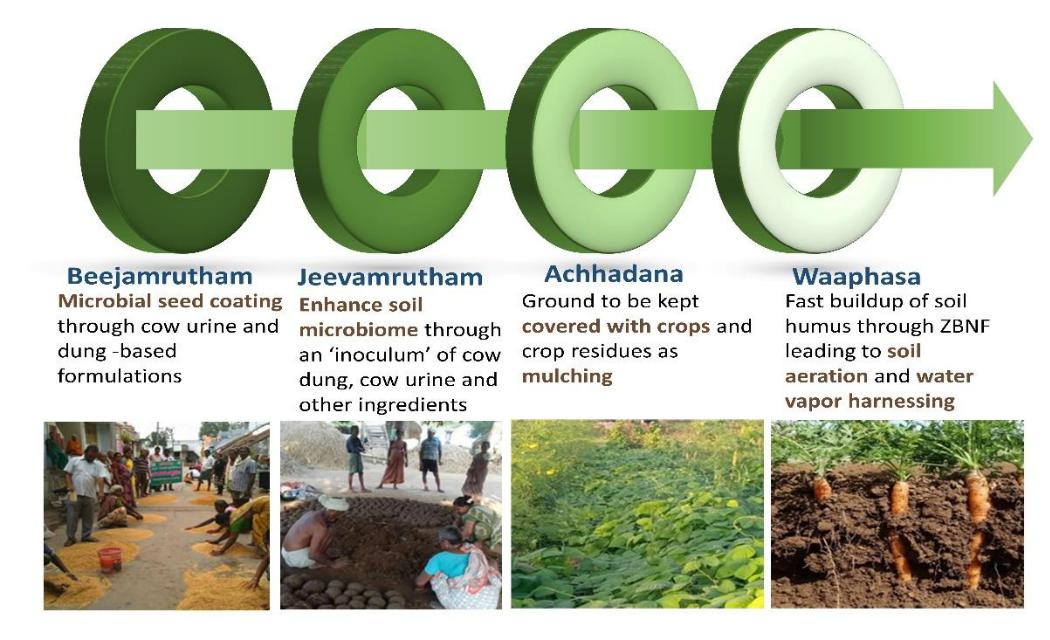 Beejamrutham
Microbial seed coating
through cow urine and
dung -based
formulations
Jeevamrutham
Enhance soil
microbiome through
an ‘inoculum’ of cow
dung, cow urine and
other ingredients
Achhadana
Ground to be kept
covered with crops and
crop residues as
mulching
Waaphasa
Fast buildup of soil
humus through ZBNF
leading to soil
aeration and water
vapor harnessing